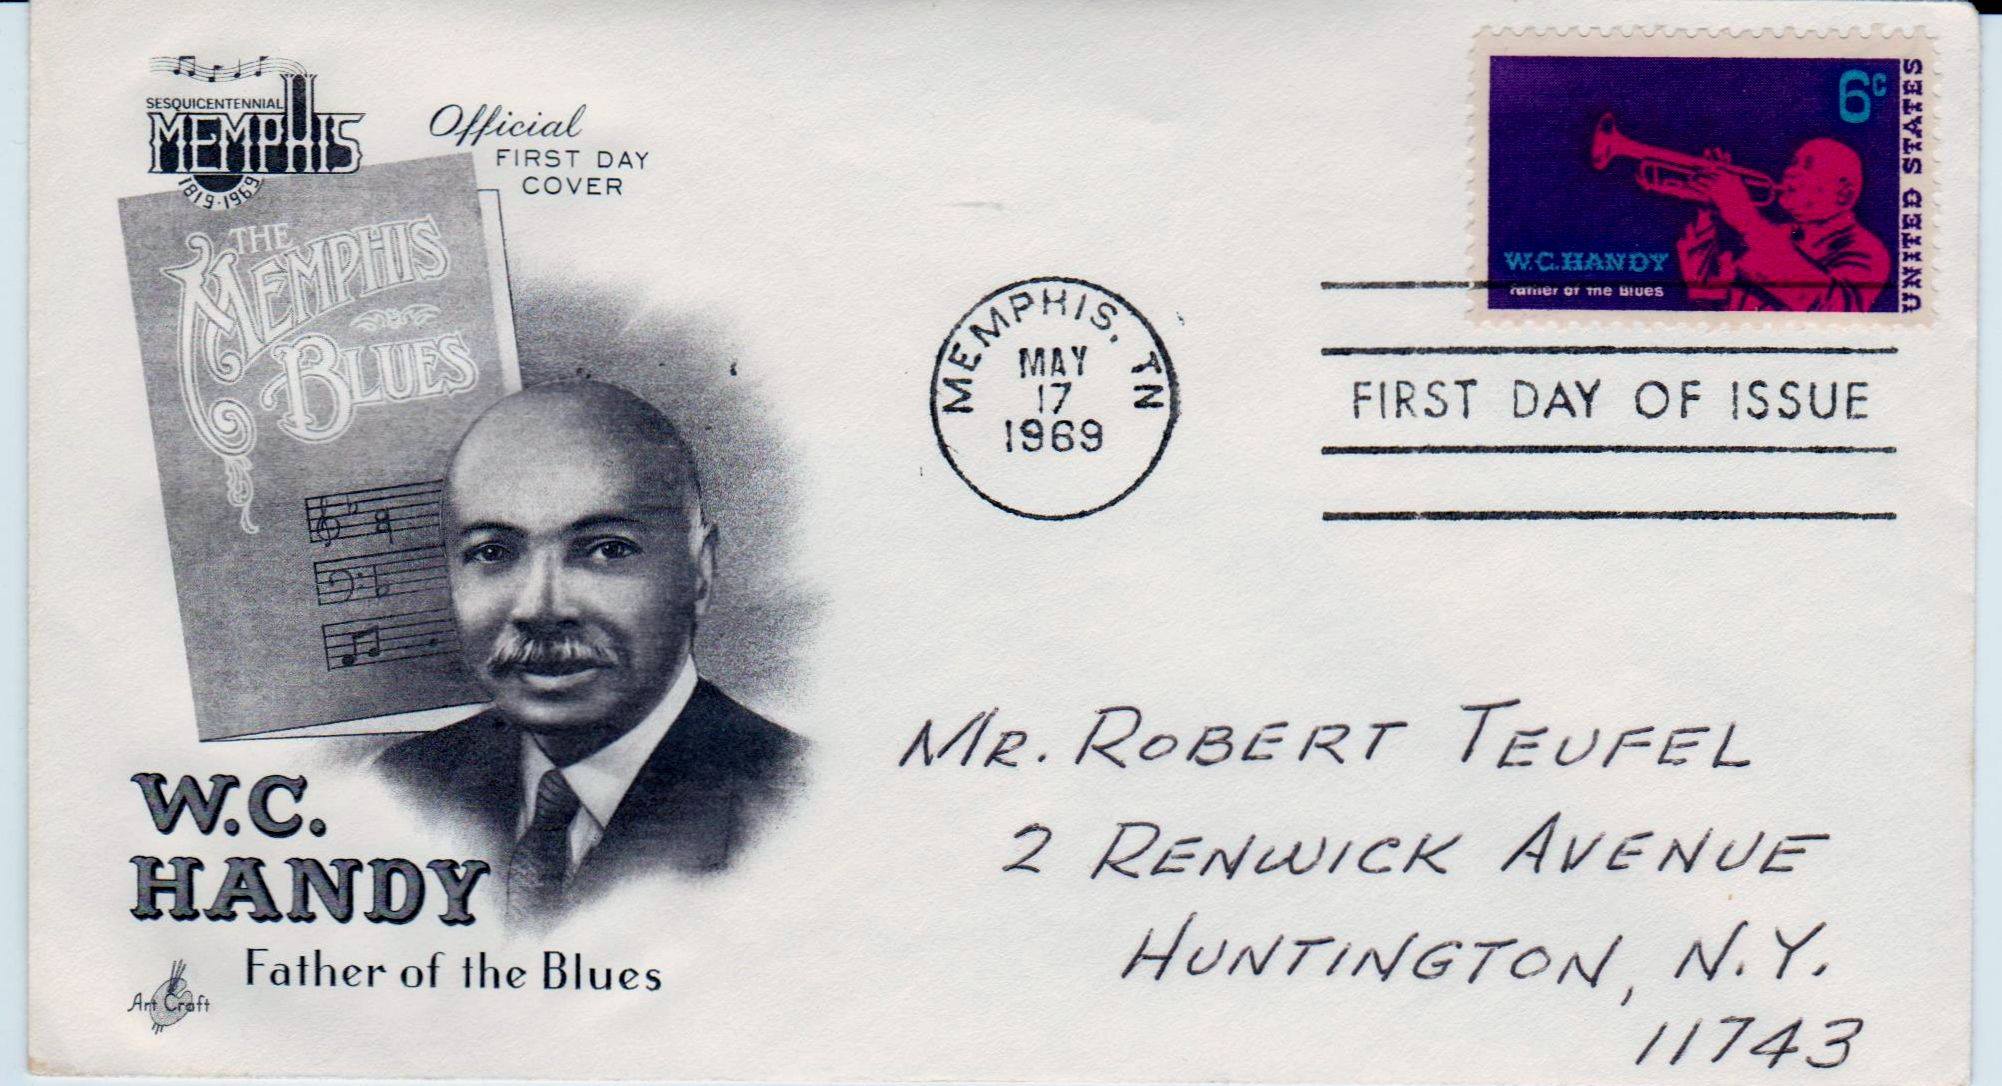 SESQUICENTENNIAL
MEMPHIS
1819·1969
Official
FIRST DAY
COVER
THE
MEMPHIS
BLUES
W.C.
HANDY
Father of the Blues
Art Craft
MEMPHIS, TN
MAY
17
1969
6c
UNITED STATES
W.C.HANDY
Father of the Blues
FIRST DAY OF ISSUE
MR. ROBERT TEUFEL
2 RENWICK AVENUE
HUNTINGTON, N.Y.
11743